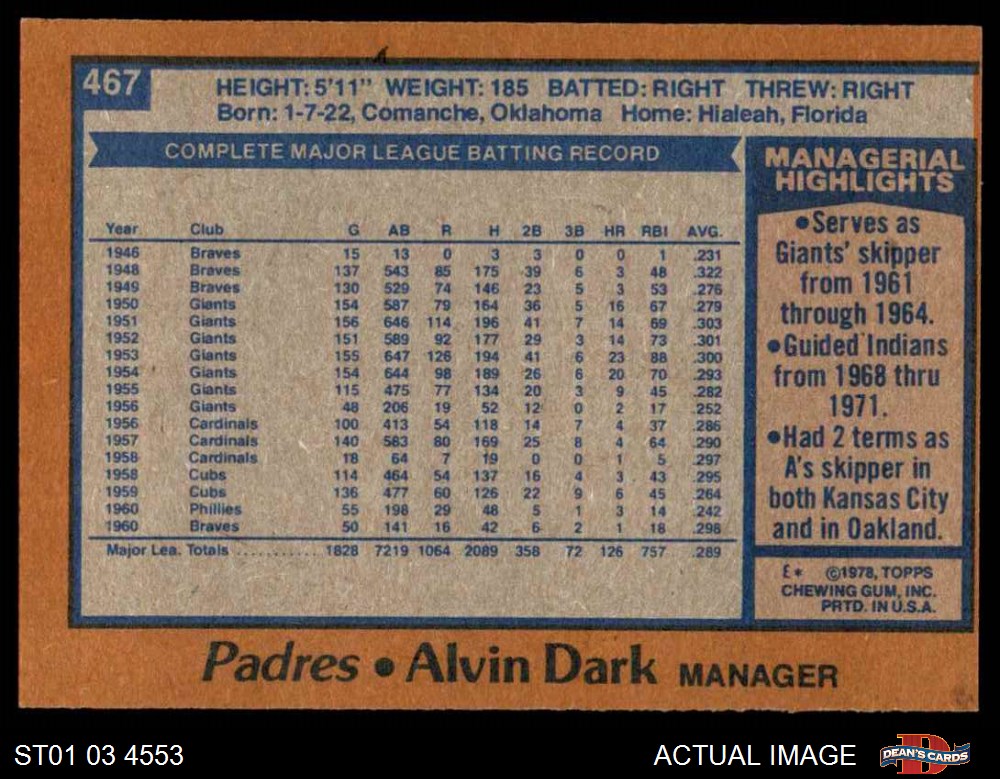 467
HEIGHT: 5'11" WEIGHT: 185 BATTED: RIGHT THREW: RIGHT
Born: 1-7-22, Comanche, Oklahoma Home: Hialeah, Florida
COMPLETE MAJOR LEAGUE BATTING RECORD
Year Club G AB R H 2B 3B HR RBI AVG.
1946 Braves 15 13 0 3 3 0 0 1 .231
1948 Braves 137 543 85 175 39 6 3 48 .322
1949 Braves 130 529 74 146 23 5 3 53 .276
1950 Giants 154 587 79 164 36 5 16 67 .279
1951 Giants 156 646 114 196 41 7 14 69 .303
1952 Giants 151 589 92 177 29 3 14 73 .301
1953 Giants 155 647 126 194 41 6 23 88 .300
1954 Giants 154 644 98 189 26 6 20 70 .293
1955 Giants 115 475 77 134 20 3 9 45 .282
1956 Giants 48 206 19 52 12 0 2 17 .252
1956 Cardinals 100 413 54 118 14 7 4 37 .286
1957 Cardinals 140 583 80 169 25 8 4 64 .290
1958 Cardinals 18 64 7 19 0 0 1 5 .297
1958 Cubs 114 464 54 137 16 4 3 43 .295
1959 Cubs 136 477 60 126 22 9 6 45 .264
1960 Phillies 55 198 29 48 5 1 3 14 .242
1960 Braves 50 141 16 42 6 2 1 18 .298
Major Lea. Totals ............ 1828 7219 1064 2089 358 72 126 757 .289
MANAGERIAL
HIGHLIGHTS
•Serves as
Giants' skipper
from 1961
through 1964.
•Guided Indians
from 1968 thru
1971.
•Had 2 terms as
A's skipper in
both Kansas City
and in Oakland.
E* ©1978, TOPPS
CHEWING GUM, INC.
PRTD. IN U.S.A.
Padres • Alvin Dark MANAGER
ST01 03 4553
ACTUAL IMAGE
DEAN'S CARDS